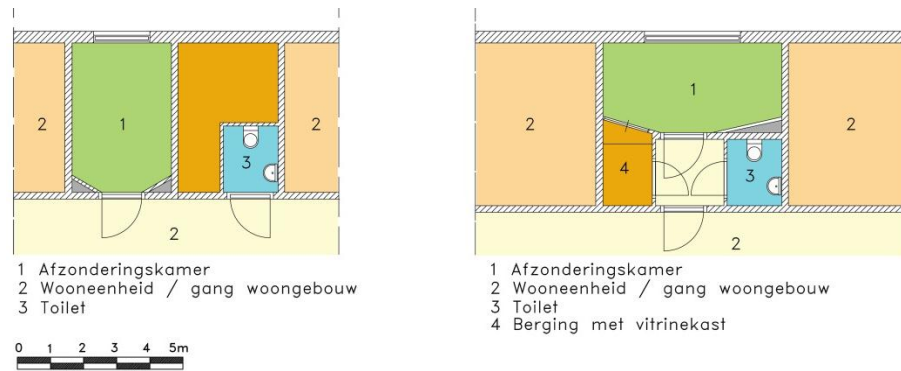 2
1
2
3
2
1 Afzonderingskamer
2 Wooneenheid / gang woongebouw
3 Toilet
0 1 2 3 4 5m
1
2
2
4
3
2
1 Afzonderingskamer
2 Wooneenheid / gang woongebouw
3 Toilet
4 Berging met vitrinekast